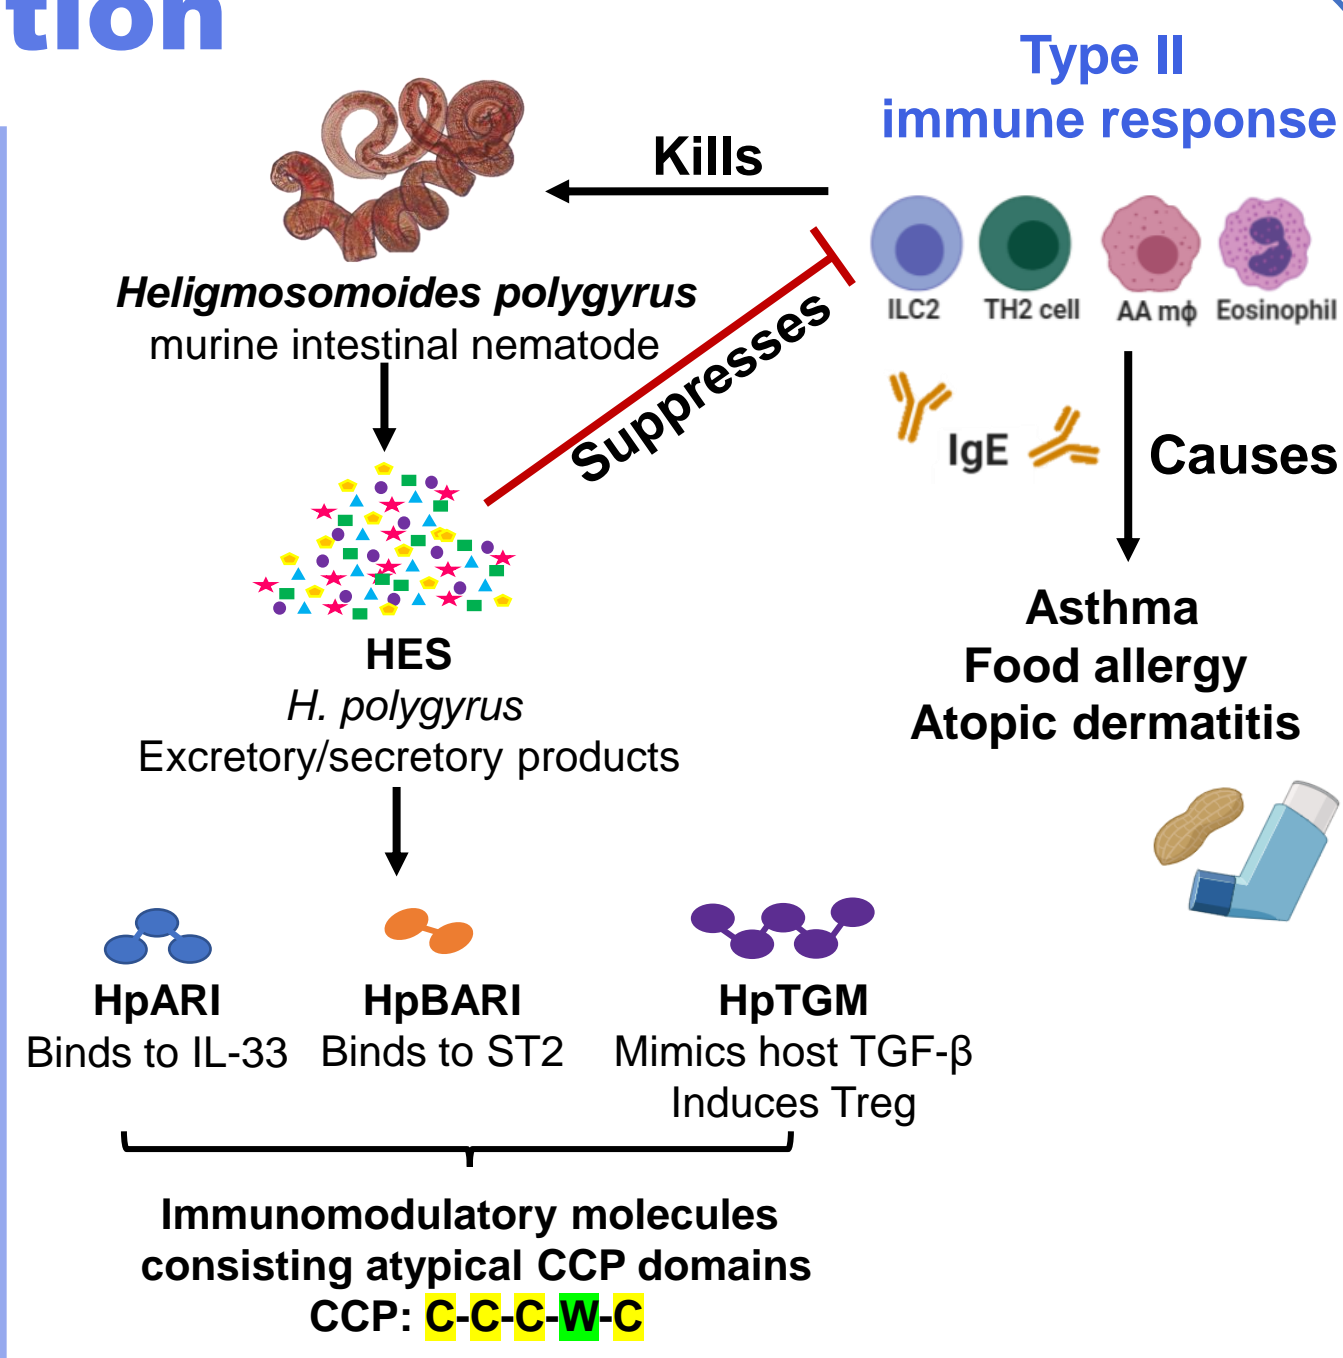 tion
Type II
immune response
Kills
ILC2 TH2 cell AA mϕ Eosinophil
Heligmosomoides polygyrus
murine intestinal nematode
Suppresses
IgE
Causes
Asthma
Food allergy
Atopic dermatitis
HES
H. polygyrus
Excretory/secretory products
HpARI
Binds to IL-33
HpBARI
Binds to ST2
HpTGM
Mimics host TGF-β
Induces Treg
Immunomodulatory molecules
consisting atypical CCP domains
CCP: C-C-C-W-C